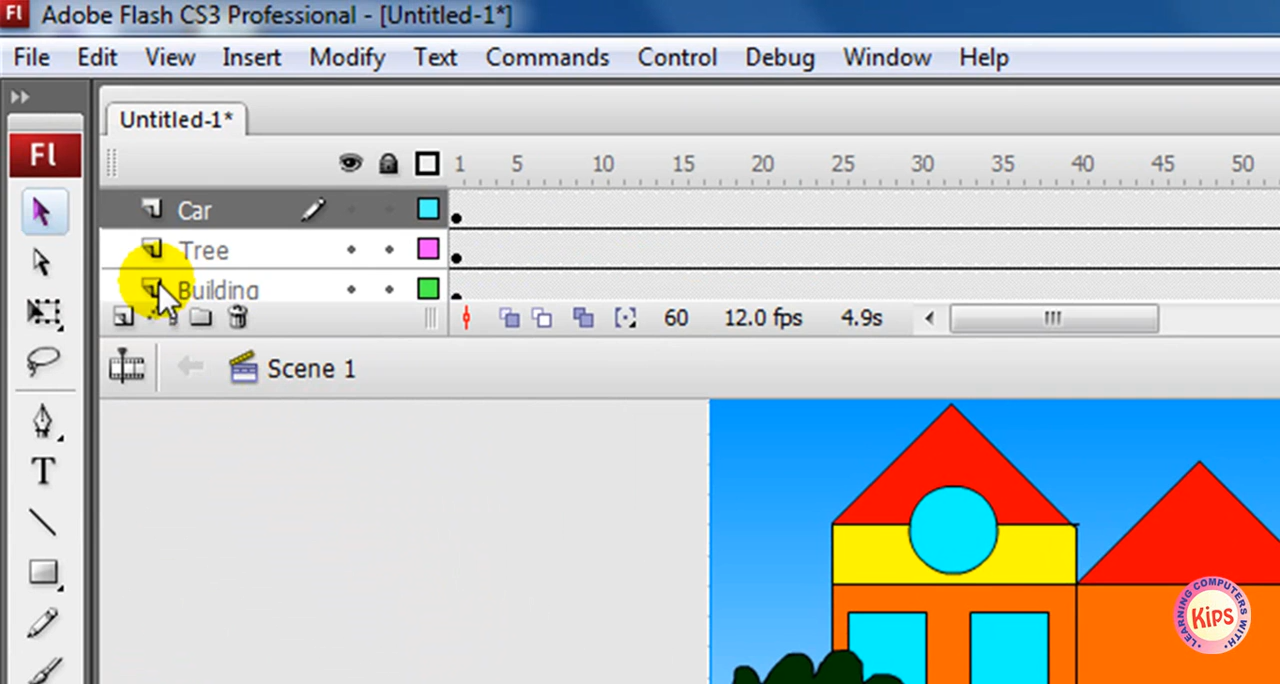 Fl Adobe Flash CS3 Professional - [Untitled-1*]
File Edit View Insert Modify Text Commands Control Debug Window Help
Untitled-1*
Fl
1 5 10 15 20 25 30 35 40 45 50
Car
Tree
Building
60 12.0 fps 4.9s
Scene 1
T
LEARNING COMPUTERS WITH
Kips